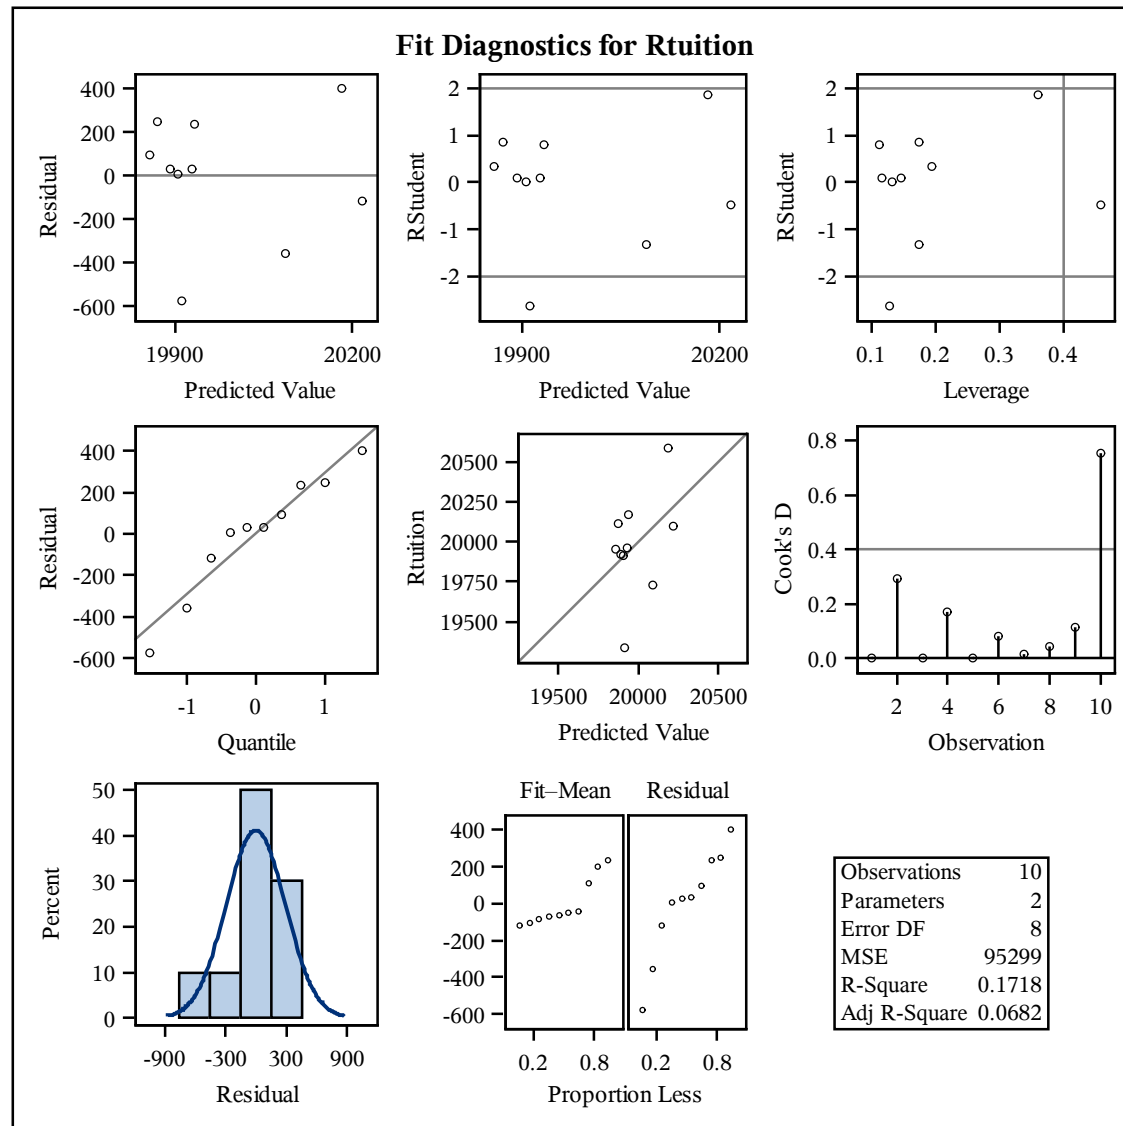 Fit Diagnostics for Rtuition
400
200
0
-200
-400
-600
Residual
19900
20200
Predicted Value
2
1
0
-1
-2
RStudent
19900
20200
Predicted Value
2
1
0
-1
-2
RStudent
0.1
0.2
0.3
0.4
Leverage
400
200
0
-200
-400
-600
Residual
-1
0
1
Quantile
20500
20250
20000
19750
19500
Rtuition
19500
20000
20500
Predicted Value
0.8
0.6
0.4
0.2
0.0
Cook's D
2
4
6
8
10
Observation
50
40
30
20
10
0
Percent
-900
-300
300
900
Residual
Fit–Mean
Residual
400
200
0
-200
-400
-600
0.2
0.8
0.2
0.8
Proportion Less
Observations 10
Parameters 2
Error DF 8
MSE 95299
R-Square 0.1718
Adj R-Square 0.0682